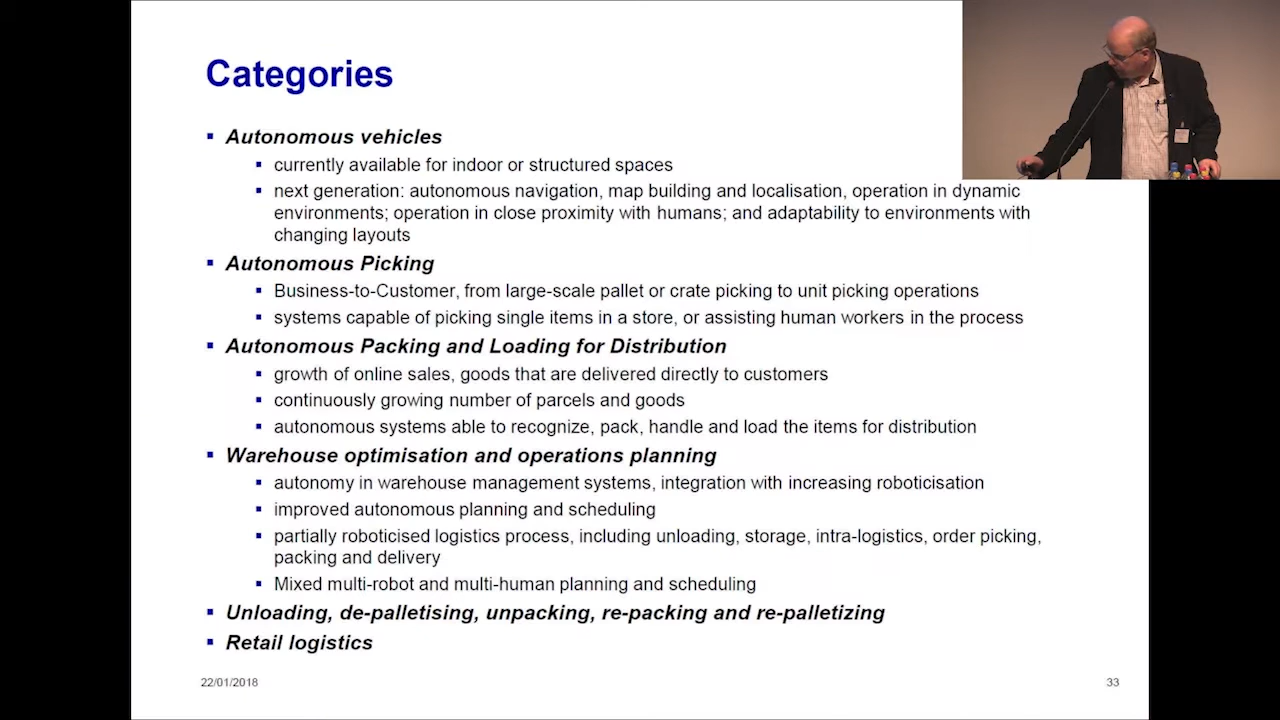 Categories
Autonomous vehicles
currently available for indoor or structured spaces
next generation: autonomous navigation, map building and localisation, operation in dynamic
environments; operation in close proximity with humans; and adaptability to environments with
changing layouts
Autonomous Picking
Business-to-Customer, from large-scale pallet or crate picking to unit picking operations
systems capable of picking single items in a store, or assisting human workers in the process
Autonomous Packing and Loading for Distribution
growth of online sales, goods that are delivered directly to customers
continuously growing number of parcels and goods
autonomous systems able to recognize, pack, handle and load the items for distribution
Warehouse optimisation and operations planning
autonomy in warehouse management systems, integration with increasing roboticisation
improved autonomous planning and scheduling
partially roboticised logistics process, including unloading, storage, intra-logistics, order picking,
packing and delivery
Mixed multi-robot and multi-human planning and scheduling
Unloading, de-palletising, unpacking, re-packing and re-palletizing
Retail logistics
22/01/2018
33